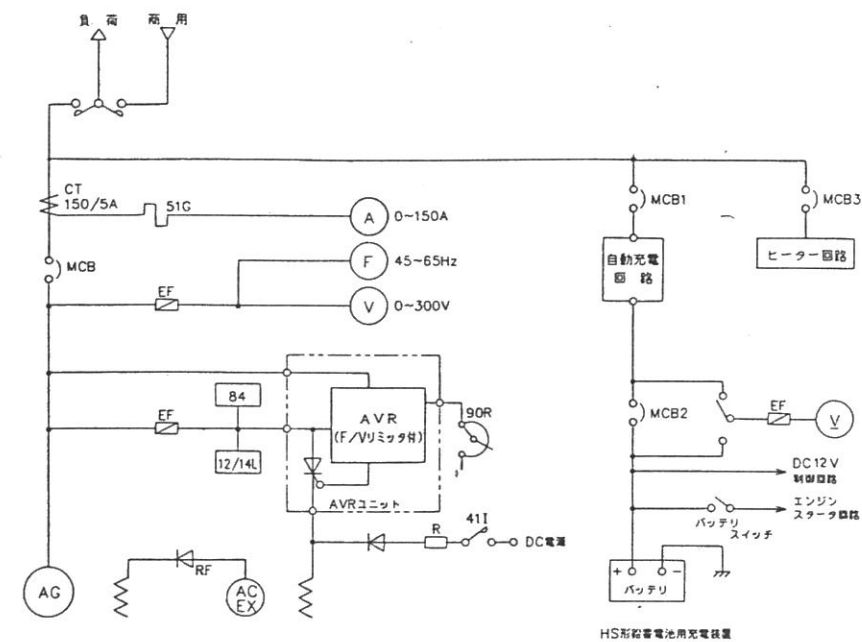 負荷
商用
CT
150/5A
51G
A
0~150A
F
45~65Hz
MCB
EF
V
0~300V
MCB1
MCB3
自動充電
回路
ヒーター回路
84
EF
12/14L
AVR
(F/Vリミッタ付)
90R
AVRユニット
MCB2
EF
V
DC12V
制御回路
エンジン
スタータ回路
バッテリ
スイッチ
R
41I
DC電源
AG
RF
AC
EX
+
-
バッテリ
HS形鉛蓄電池用充電装置